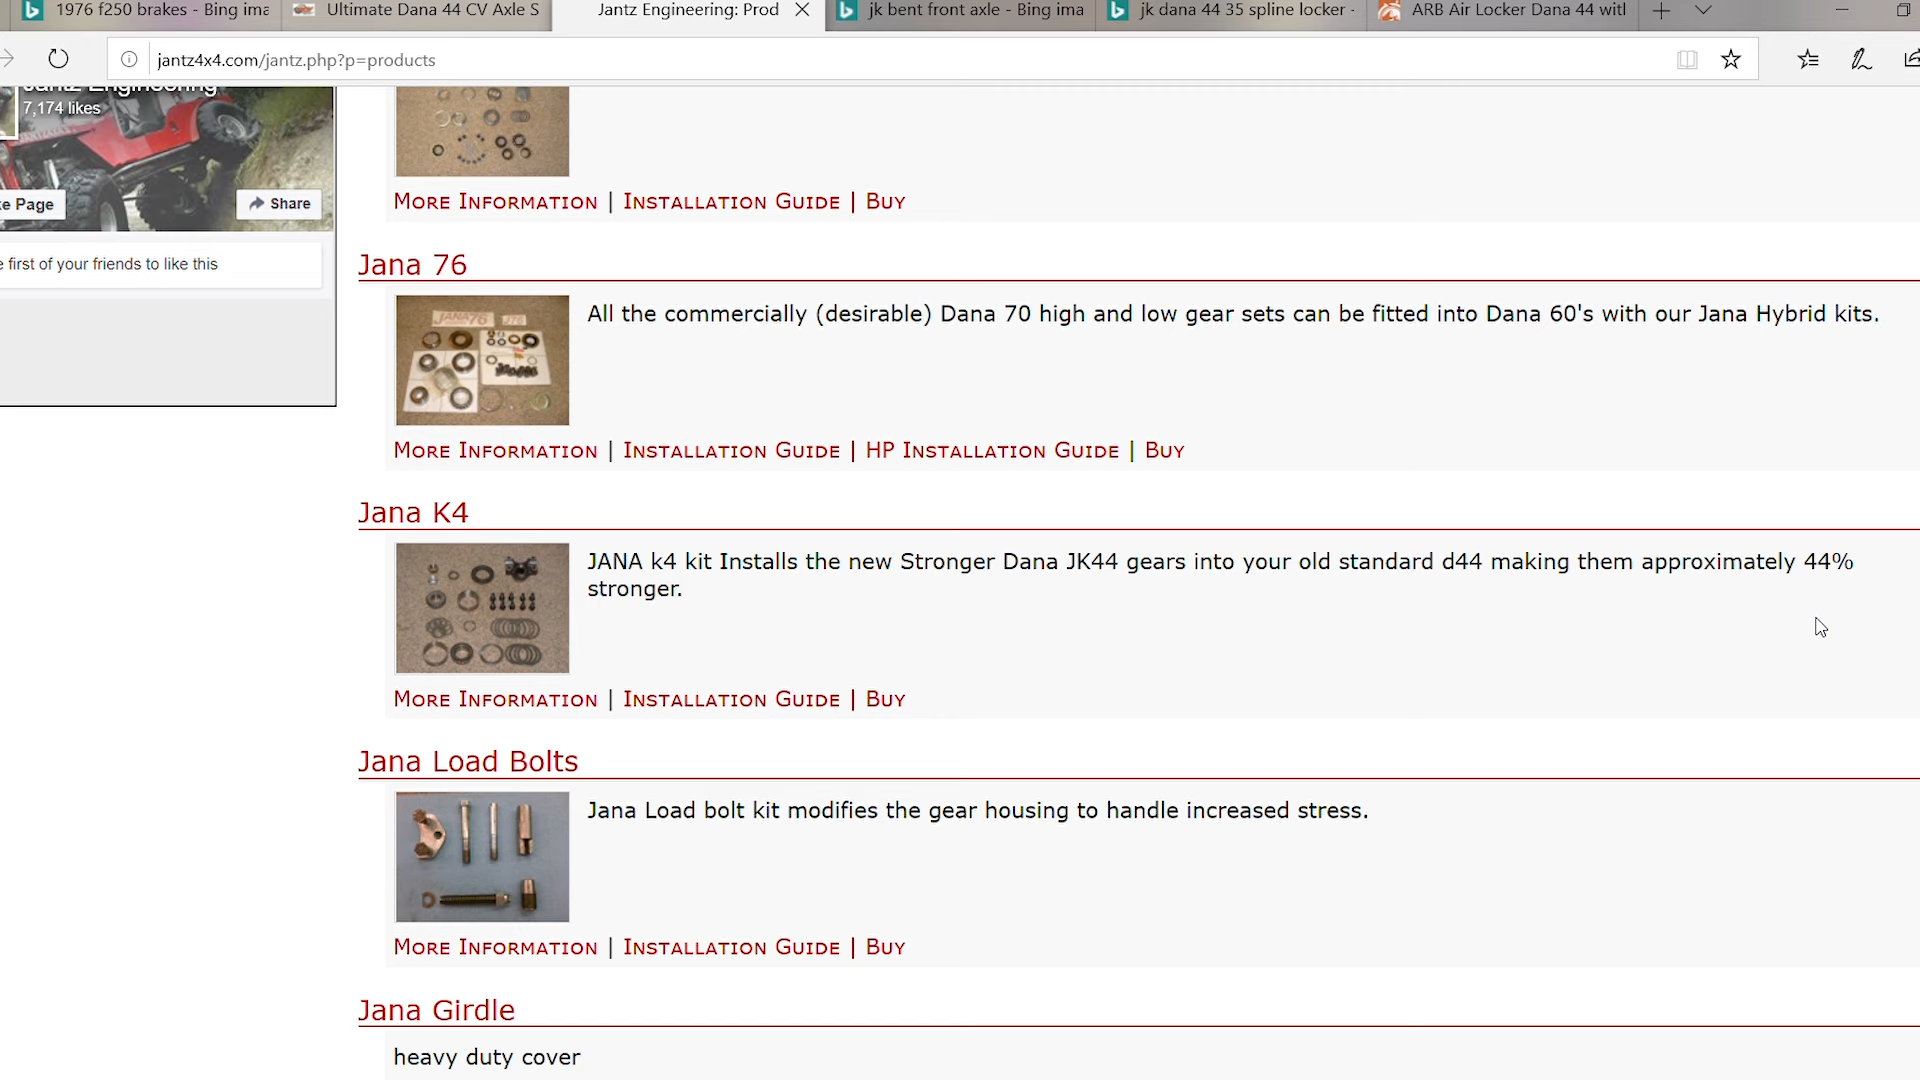 1976 f250 brakes - Bing ima
Ultimate Dana 44 CV Axle S
Jantz Engineering: Prod
jk bent front axle - Bing ima
jk dana 44 35 spline locker -
ARB Air Locker Dana 44 with
jantz4x4.com/jantz.php?p=products
Jantz Engineering
7,174 likes
ke Page
Share
e first of your friends to like this
More Information | Installation Guide | Buy
Jana 76
JANA76 J76
All the commercially (desirable) Dana 70 high and low gear sets can be fitted into Dana 60's with our Jana Hybrid kits.
More Information | Installation Guide | HP Installation Guide | Buy
Jana K4
JANA k4 kit Installs the new Stronger Dana JK44 gears into your old standard d44 making them approximately 44%
stronger.
More Information | Installation Guide | Buy
Jana Load Bolts
Jana Load bolt kit modifies the gear housing to handle increased stress.
More Information | Installation Guide | Buy
Jana Girdle
heavy duty cover